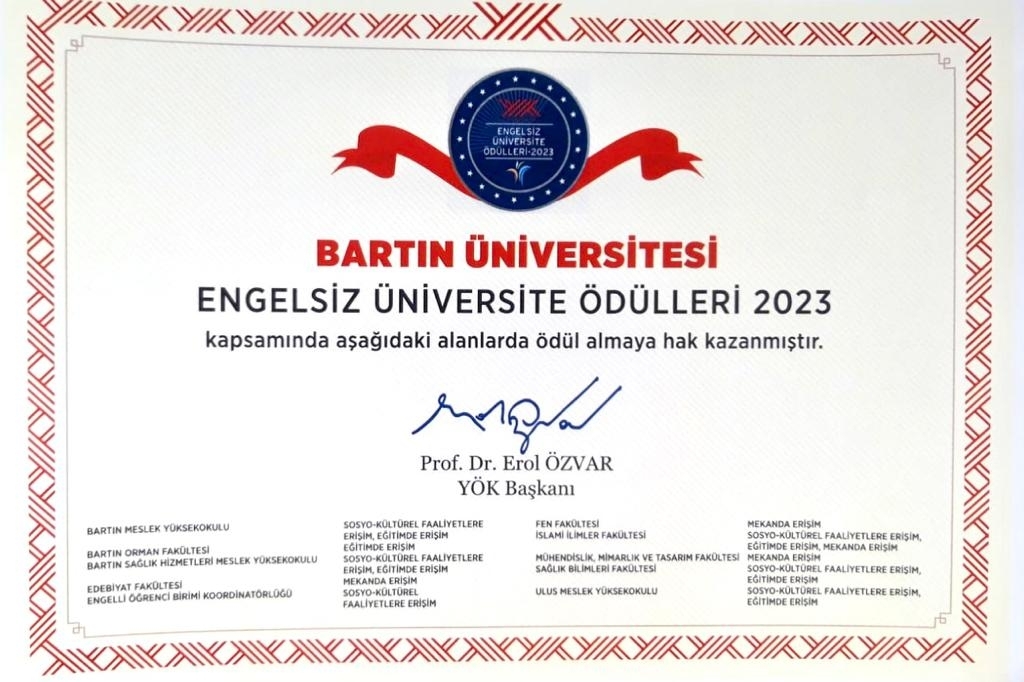 ENGELSİZ
ÜNİVERSİTE
ÖDÜLLERİ-2023
BARTIN ÜNİVERSİTESİ
ENGELSİZ ÜNİVERSİTE ÖDÜLLERİ 2023
kapsamında aşağıdaki alanlarda ödül almaya hak kazanmıştır.
Prof. Dr. Erol ÖZVAR
YÖK Başkanı
BARTIN MESLEK YÜKSEKOKULU
BARTIN ORMAN FAKÜLTESİ
BARTIN SAĞLIK HİZMETLERİ MESLEK YÜKSEKOKULU
EDEBİYAT FAKÜLTESİ
ENGELLİ ÖĞRENCİ BİRİMİ KOORDİNATÖRLÜĞÜ
SOSYO-KÜLTÜREL FAALİYETLERE
ERİŞİM, EĞİTİMDE ERİŞİM
EĞİTİMDE ERİŞİM
SOSYO-KÜLTÜREL FAALİYETLERE
ERİŞİM, EĞİTİMDE ERİŞİM
MEKANDA ERİŞİM
SOSYO-KÜLTÜREL
FAALİYETLERE ERİŞİM
FEN FAKÜLTESİ
İSLAMİ İLİMLER FAKÜLTESİ
MÜHENDİSLİK, MİMARLIK VE TASARIM FAKÜLTESİ
SAĞLIK BİLİMLERİ FAKÜLTESİ
ULUS MESLEK YÜKSEKOKULU
MEKANDA ERİŞİM
SOSYO-KÜLTÜREL FAALİYETLERE ERİŞİM,
EĞİTİMDE ERİŞİM, MEKANDA ERİŞİM
MEKANDA ERİŞİM
SOSYO-KÜLTÜREL FAALİYETLERE ERİŞİM,
EĞİTİMDE ERİŞİM
SOSYO-KÜLTÜREL FAALİYETLERE ERİŞİM,
EĞİTİMDE ERİŞİM